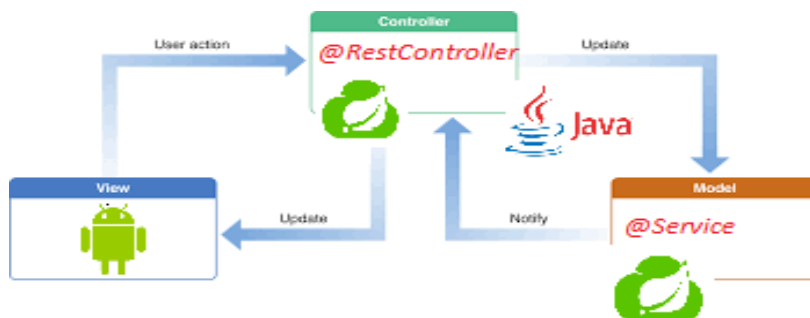 Controller
User action
@RestController
Update
Java
View
Model
Update
Notify
@Service